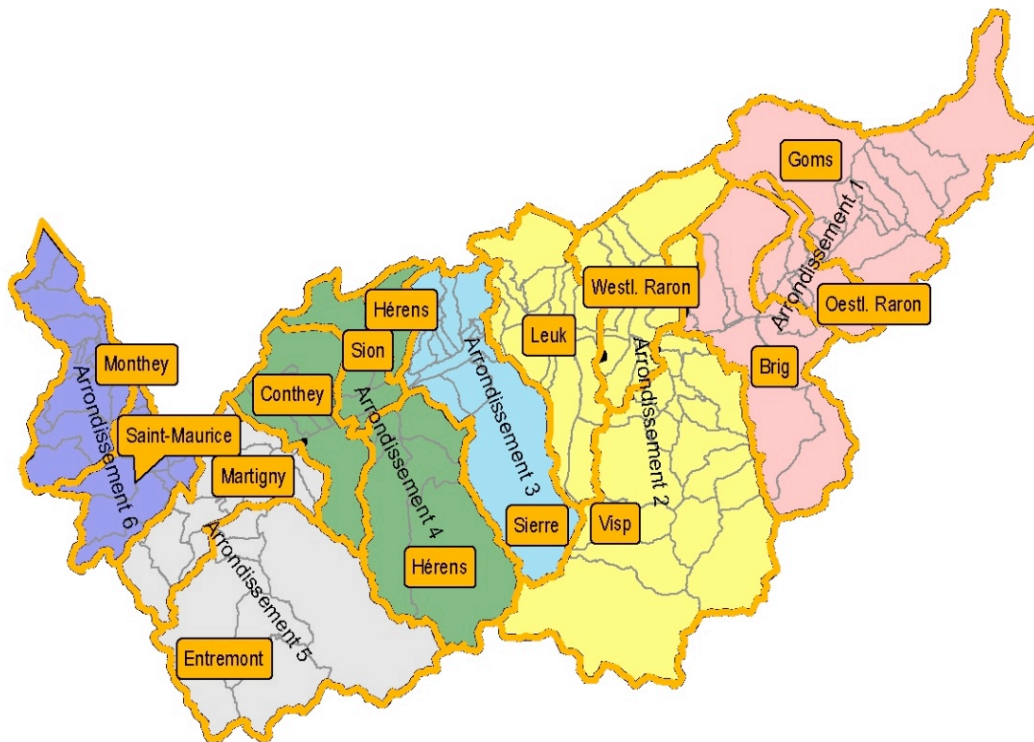 Goms
Arrondissement 1
Westl. Raron
Oestl. Raron
Hérens
Leuk
Sion
Brig
Monthey
Conthey
Arrondissement 6
Saint-Maurice
Martigny
Arrondissement 4
Arrondissement 3
Arrondissement 2
Sierre
Visp
Arrondissement 5
Hérens
Entremont